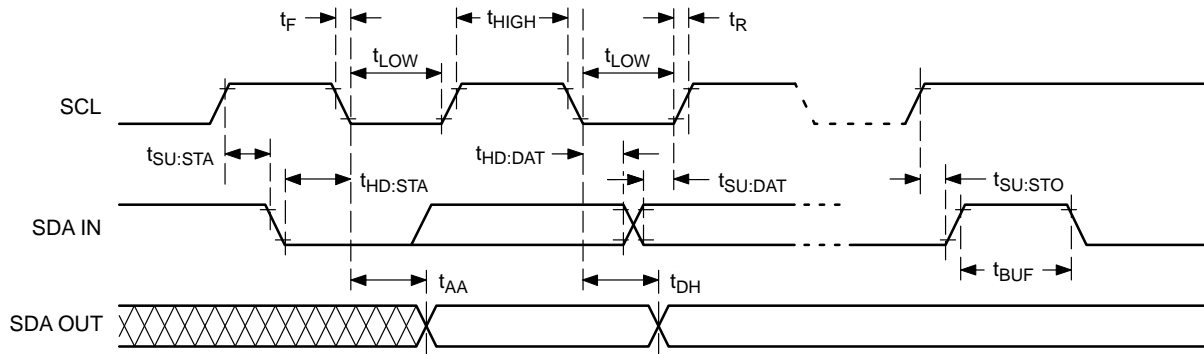 tF tHIGH tR
tLOW tLOW
SCL
tSU:STA tHD:DAT
tHD:STA tSU:DAT tSU:STO
SDA IN
tAA tDH tBUF
SDA OUT